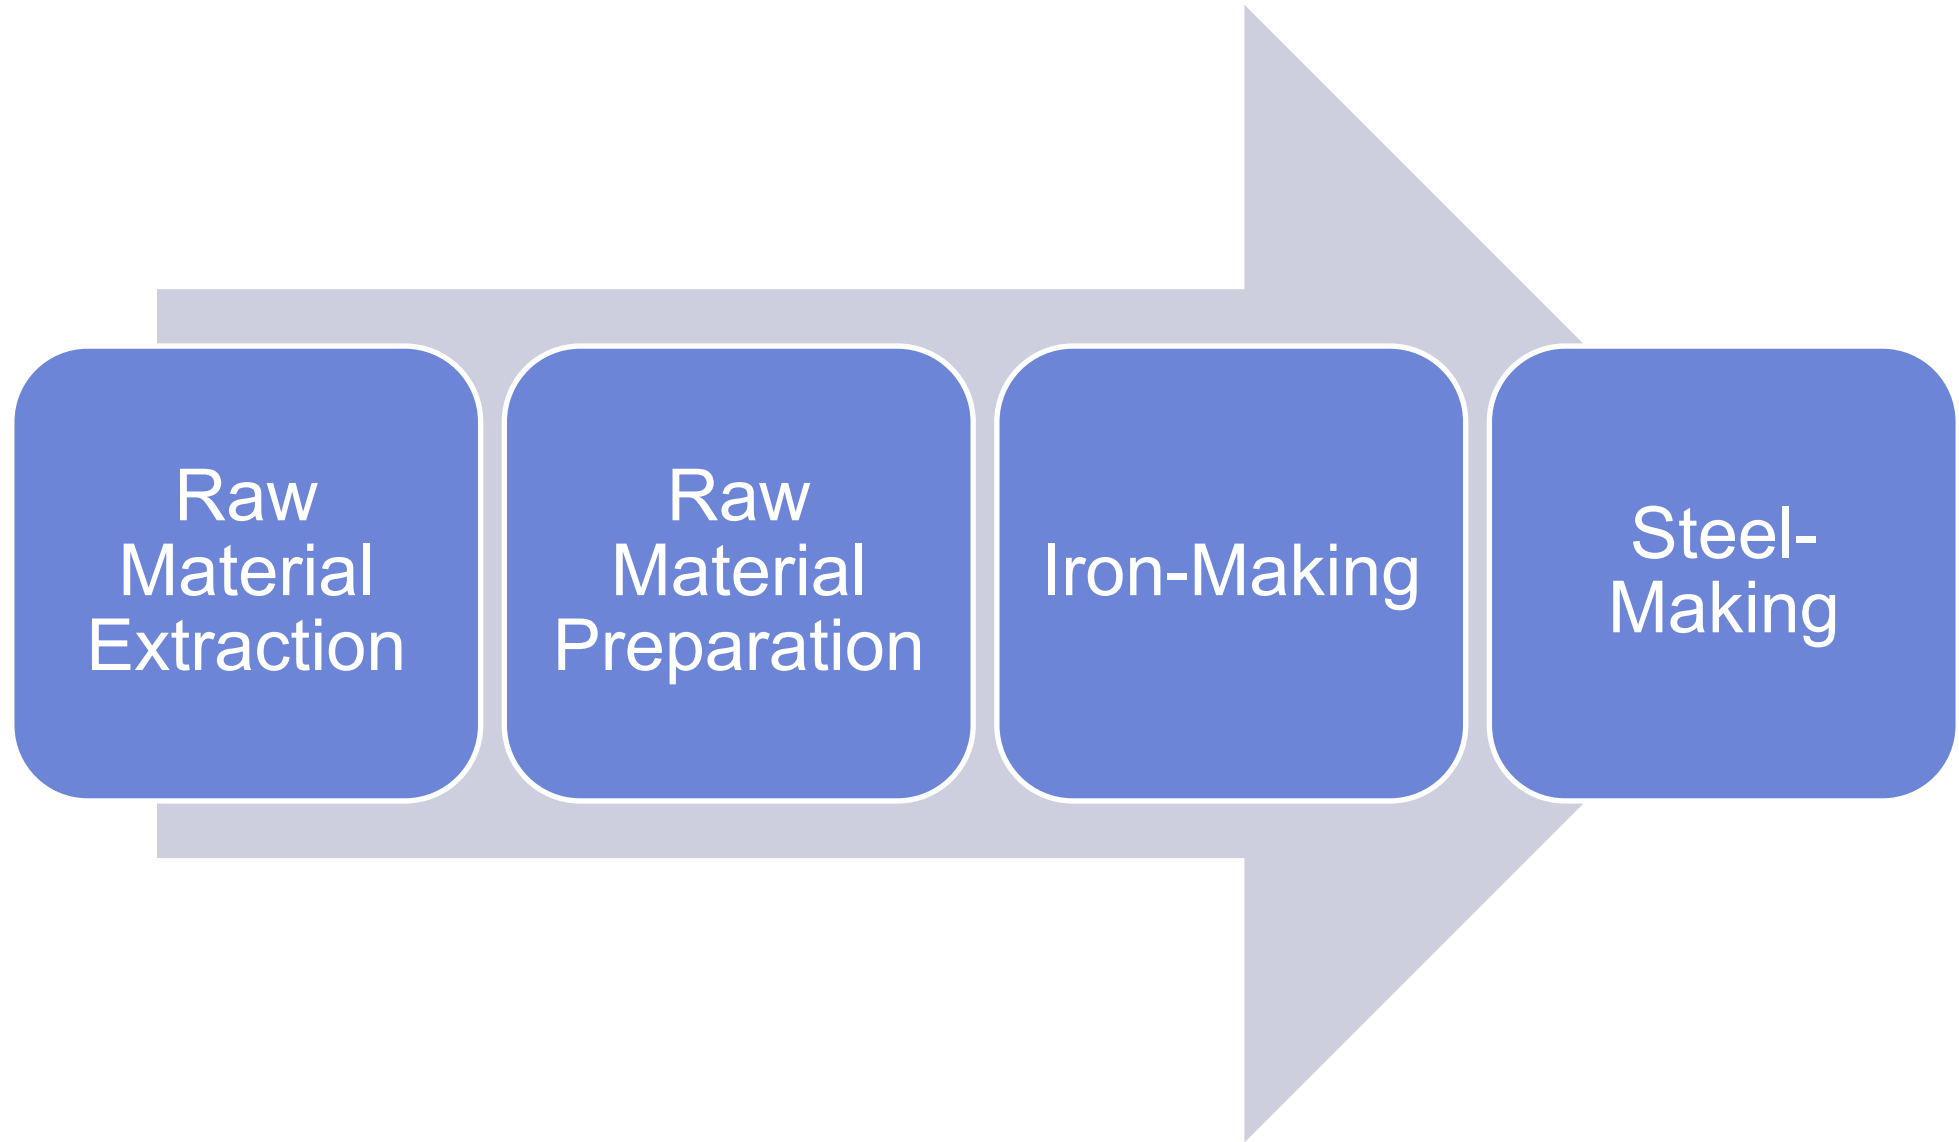 Raw
Material
Extraction
Raw
Material
Preparation
Iron-Making
Steel-
Making